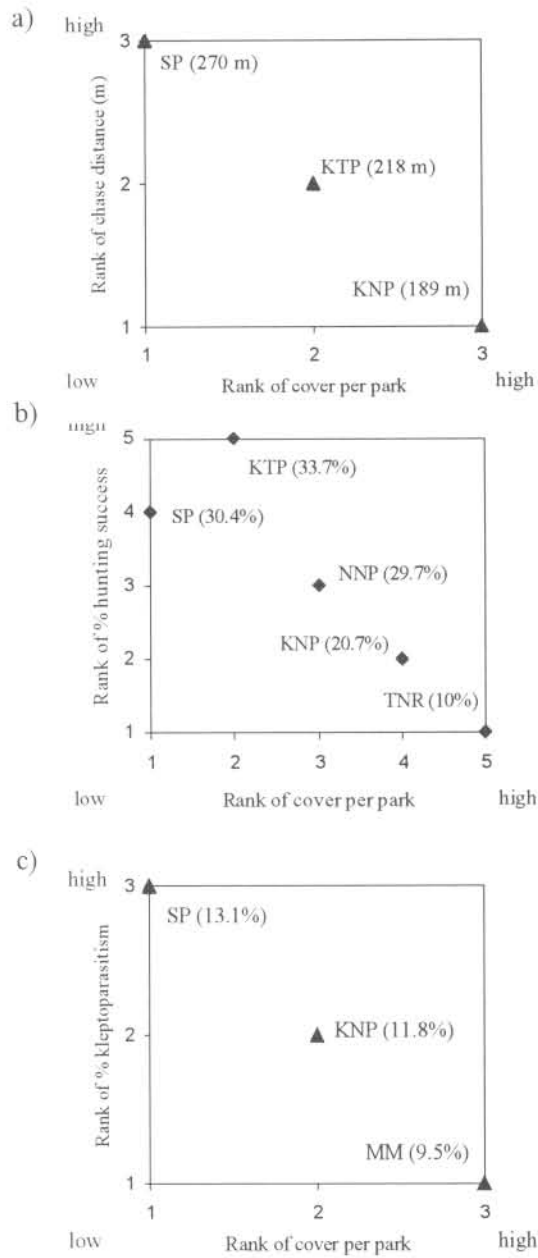 a)
high
3
SP (270 m)
KTP (218 m)
2
Rank of chase distance (m)
KNP (189 m)
1
1 2 3
low Rank of cover per park high
b)
high
5
KTP (33.7%)
4
SP (30.4%)
Rank of % hunting success
3
NNP (29.7%)
KNP (20.7%)
2
TNR (10%)
1
1 2 3 4 5
low Rank of cover per park high
c)
high
3
SP (13.1%)
Rank of % kleptoparasitism
2
KNP (11.8%)
MM (9.5%)
1
1 2 3
low Rank of cover per park high